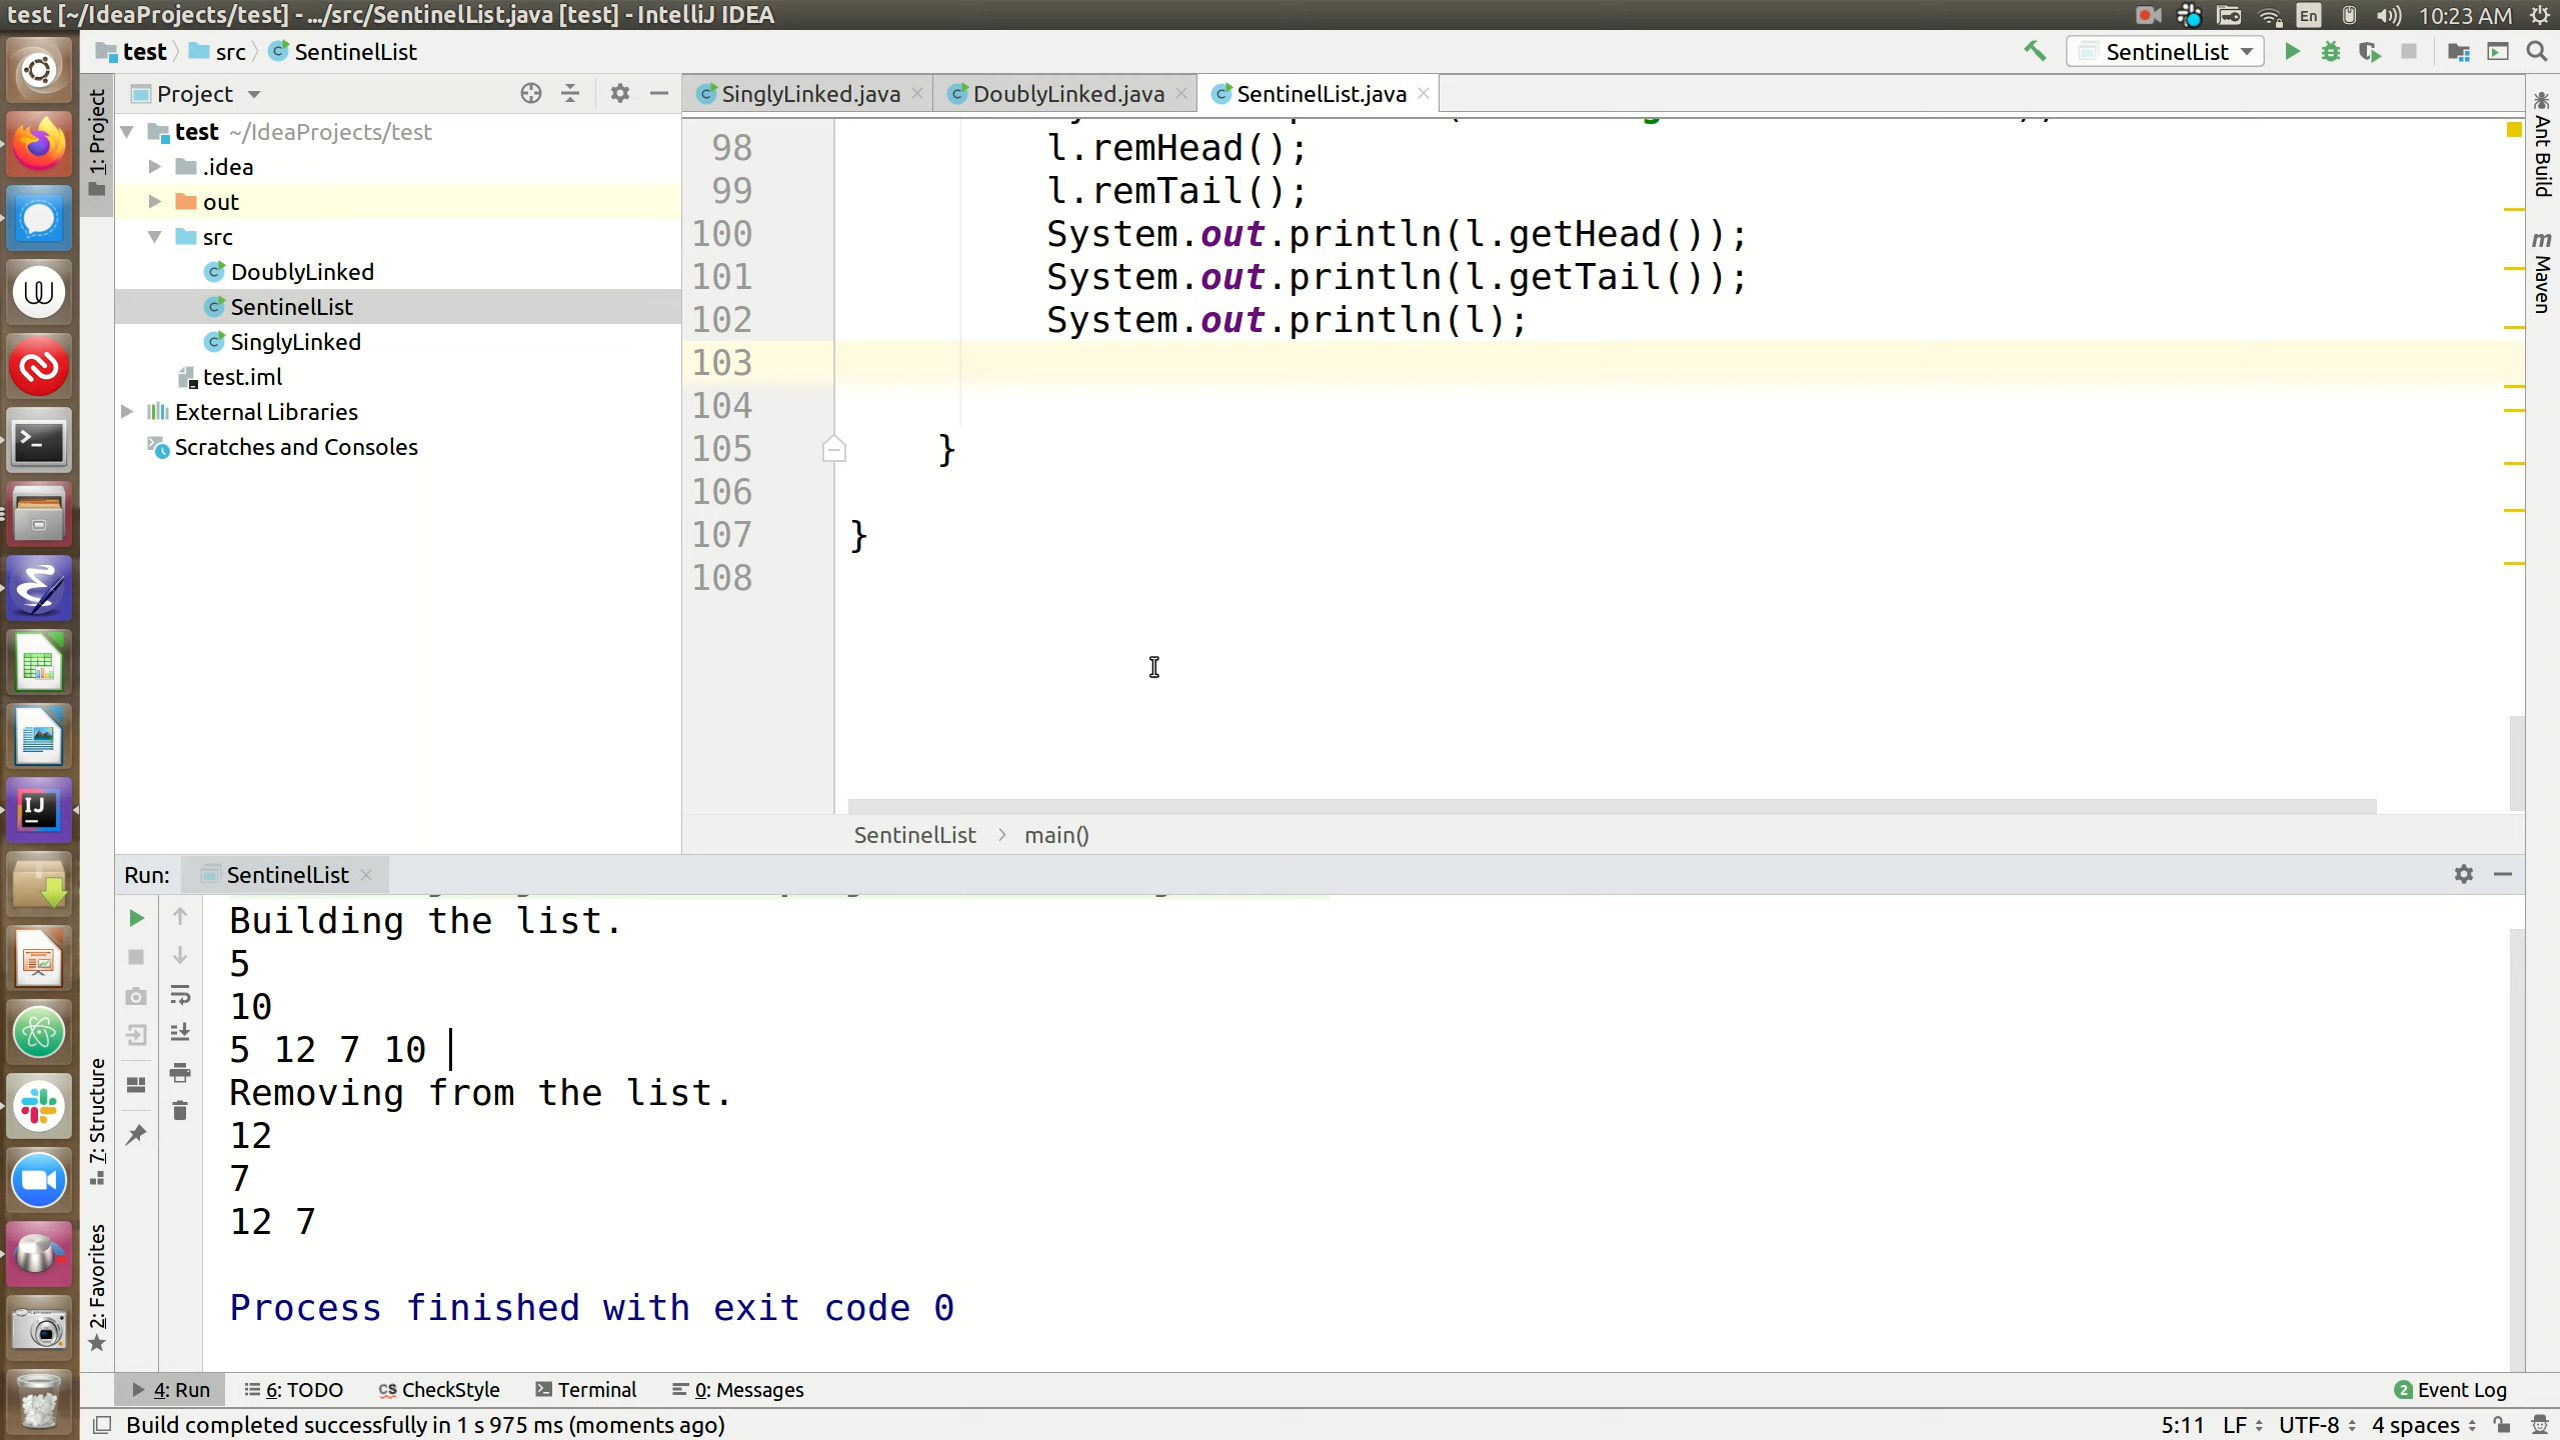 test [~/IdeaProjects/test] - .../src/SentinelList.java [test] - IntelliJ IDEA
En
10:23 AM
test
src
SentinelList
SentinelList
1: Project
Project
SinglyLinked.java
DoublyLinked.java
SentinelList.java
Ant Build
Maven
test ~/IdeaProjects/test
.idea
out
src
DoublyLinked
SentinelList
SinglyLinked
test.iml
External Libraries
Scratches and Consoles
98 l.remHead();
99 l.remTail();
100 System.out.println(l.getHead());
101 System.out.println(l.getTail());
102 System.out.println(l);
103
104
105 }
106
107 }
108
SentinelList > main()
Run: SentinelList
Building the list.
5
10
5 12 7 10
Removing from the list.
12
7
12 7
Process finished with exit code 0
7: Structure
2: Favorites
4: Run
6: TODO
CheckStyle
Terminal
0: Messages
2 Event Log
Build completed successfully in 1 s 975 ms (moments ago)
5:11
LF
UTF-8
4 spaces